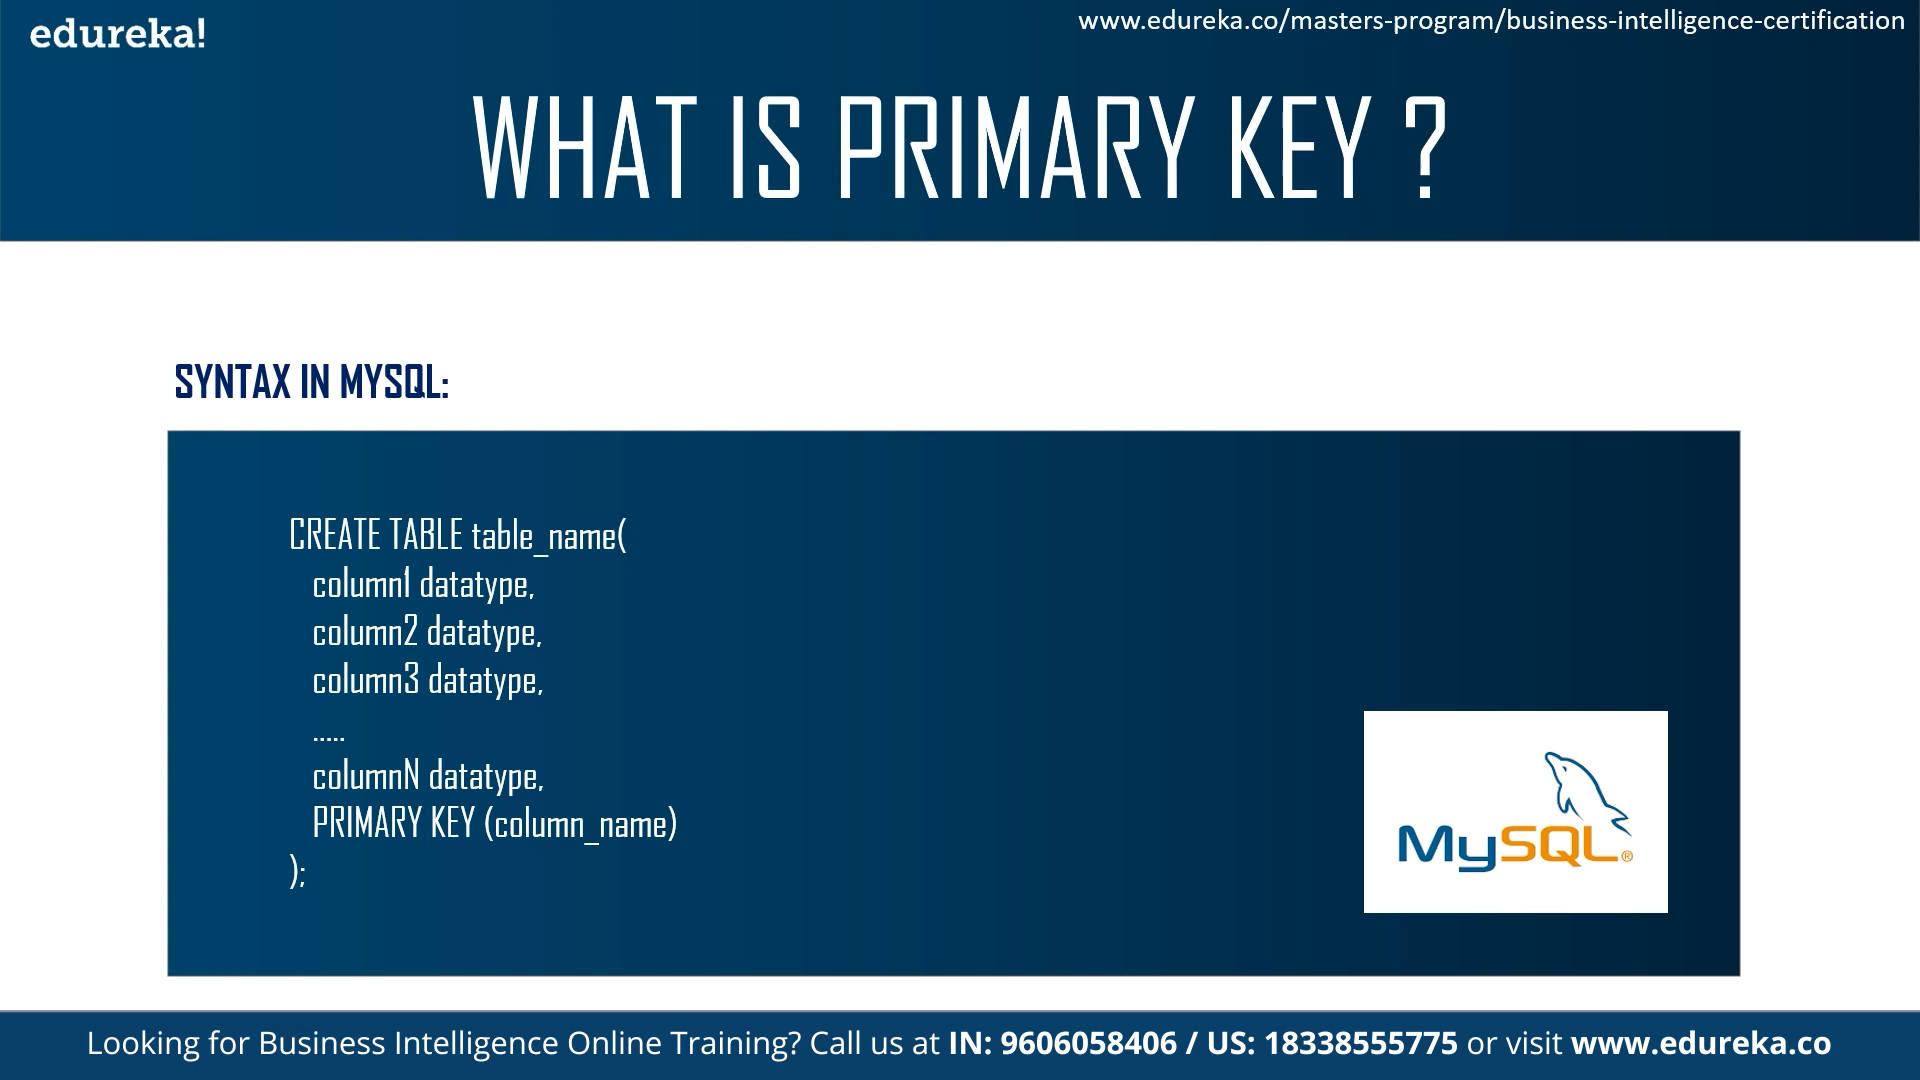 edureka!
www.edureka.co/masters-program/business-intelligence-certification
WHAT IS PRIMARY KEY ?
SYNTAX IN MYSQL:
CREATE TABLE table_name(
column1 datatype,
column2 datatype,
column3 datatype,
.....
columnN datatype,
PRIMARY KEY (column_name)
);
MySQL®
Looking for Business Intelligence Online Training? Call us at IN: 9606058406 / US: 18338555775 or visit www.edureka.co